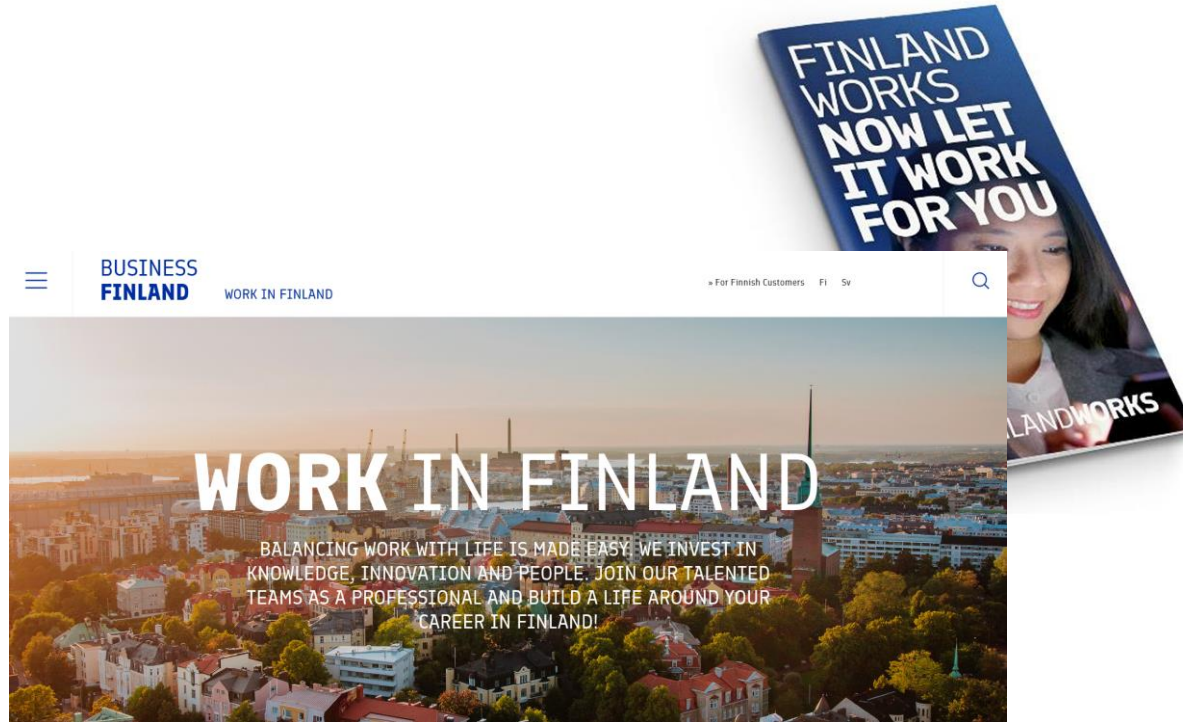 FINLAND
WORKS
NOW LET
IT WORK
FOR YOU
LANDWORKS
BUSINESS
FINLAND
WORK IN FINLAND
» For Finnish Customers Fi Sv
WORK IN FINLAND
BALANCING WORK WITH LIFE IS MADE EASY. WE INVEST IN
KNOWLEDGE, INNOVATION AND PEOPLE. JOIN OUR TALENTED
TEAMS AS A PROFESSIONAL AND BUILD A LIFE AROUND YOUR
CAREER IN FINLAND!